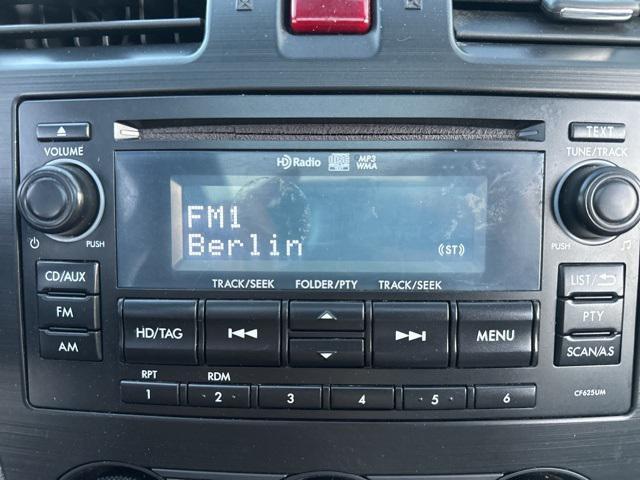 VOLUME
PUSH
TEXT
TUNE/TRACK
PUSH
HD Radio
MP3
WMA
FM1
Berlin
(ST)
TRACK/SEEK
FOLDER/PTY
TRACK/SEEK
CD/AUX
FM
AM
HD/TAG
MENU
LIST/
PTY
SCAN/A.S
RPT
RDM
1
2
3
4
5
6
CF625UM